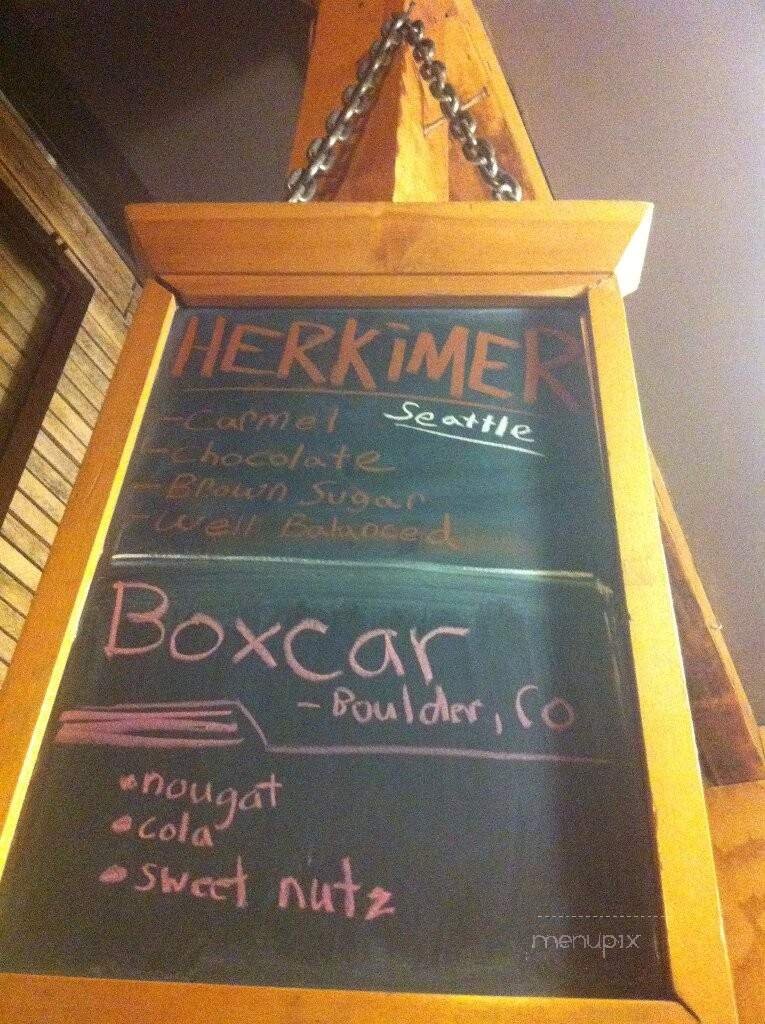 HERKiMER
Seattle
- Carmel
- Chocolate
- Brown Sugar
- Well Balanced
Boxcar
- Boulder, CO
• nougat
• cola
• sweet nutz
menupix